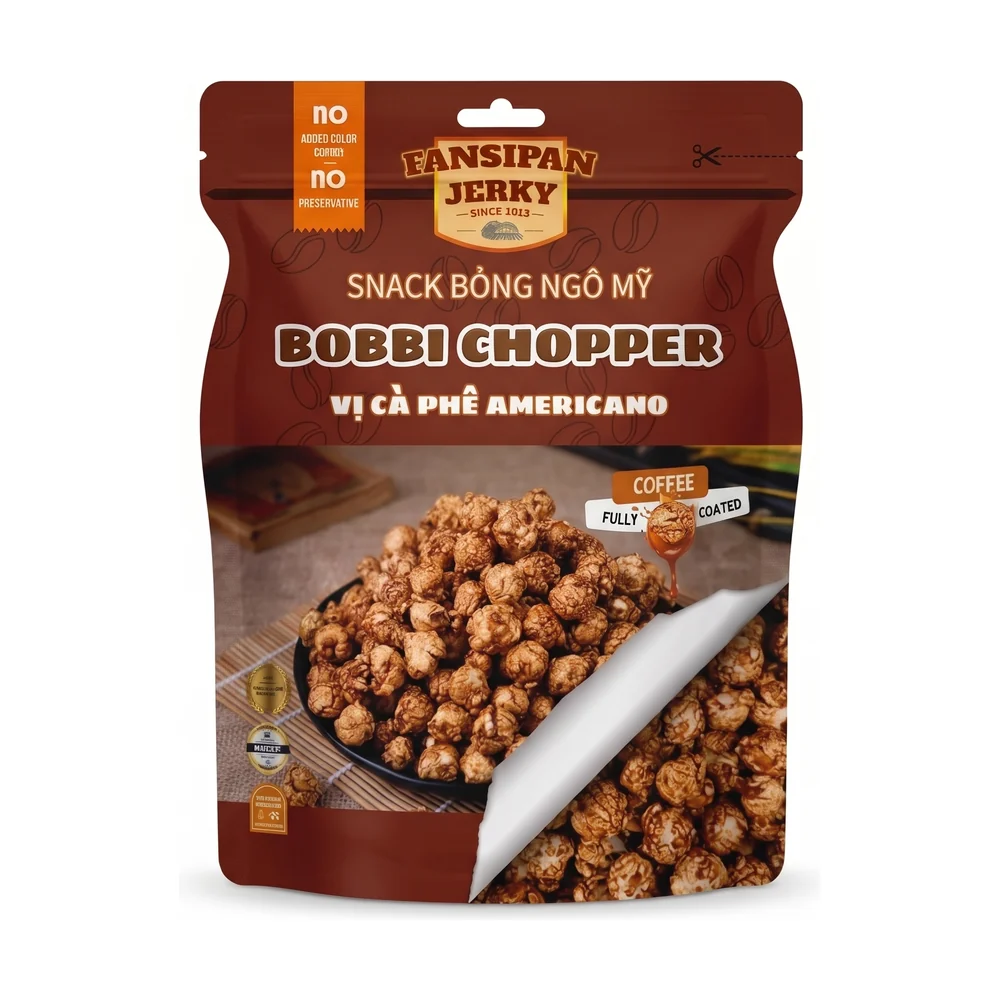 no
ADDED COLOR
no
PRESERVATIVE
FANSIPAN
JERKY
SINCE 1013
SNACK BỎNG NGÔ MỸ
BOBBI CHOPPER
VỊ CÀ PHÊ AMERICANO
COFFEE
FULLY
COATED